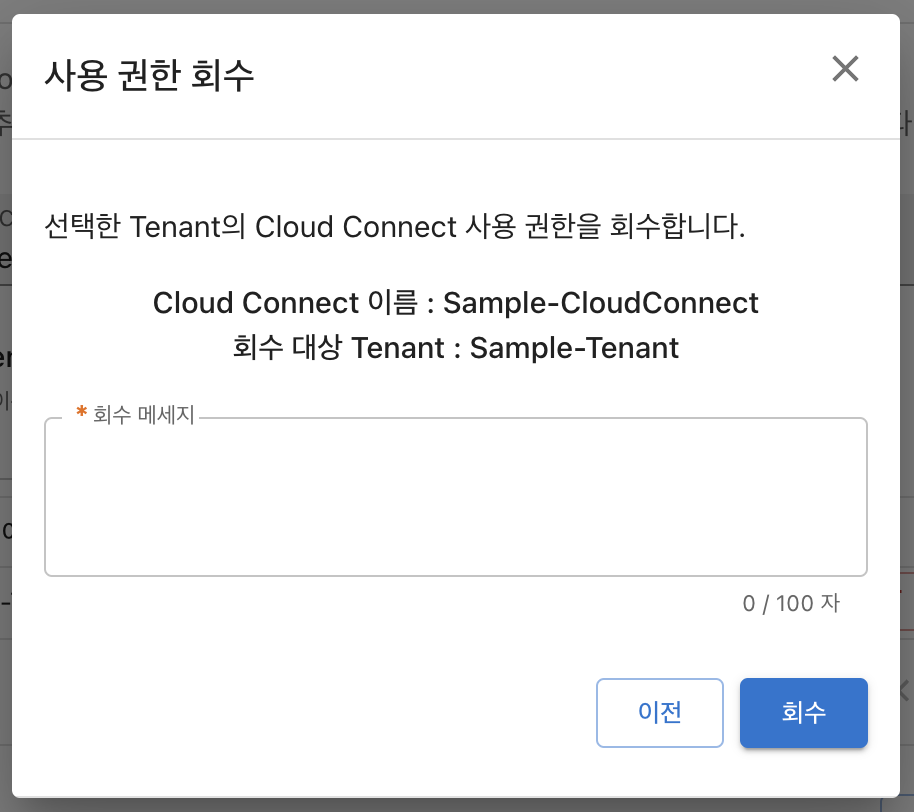 사용 권한 회수
선택한 Tenant의 Cloud Connect 사용 권한을 회수합니다.
Cloud Connect 이름 : Sample-CloudConnect
회수 대상 Tenant : Sample-Tenant
* 회수 메세지
0 / 100 자
이전
회수